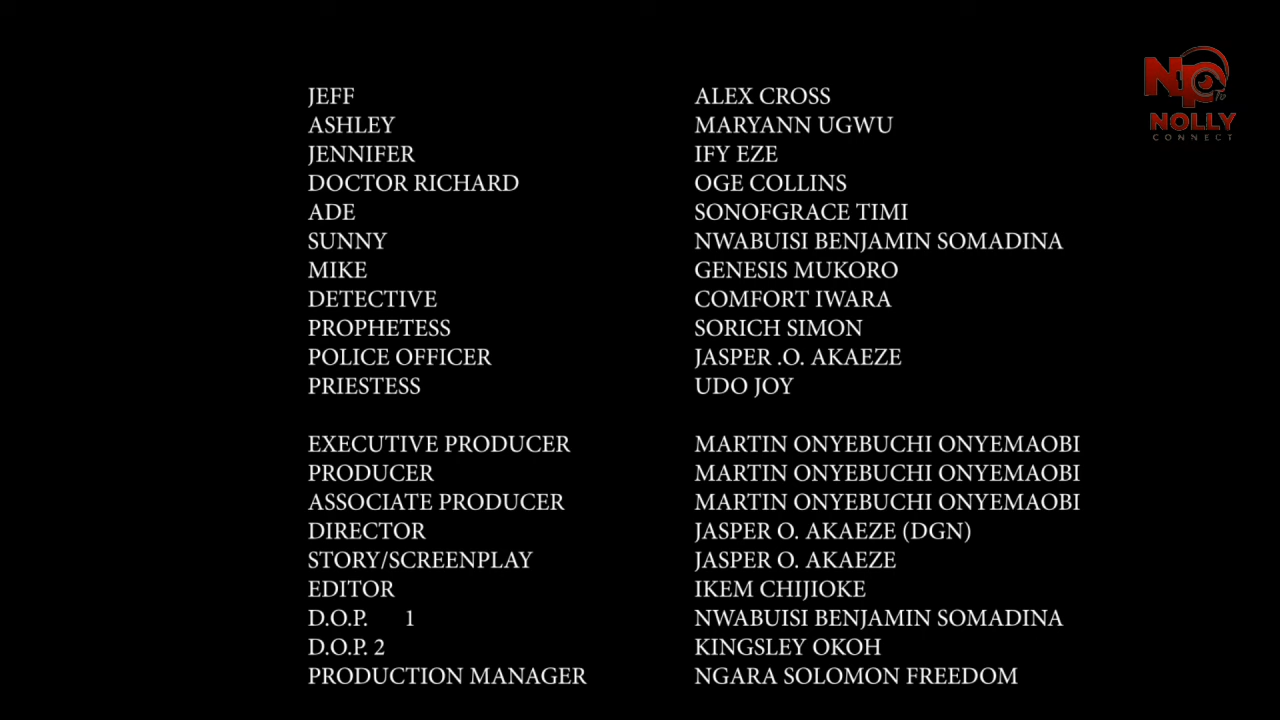 JEFF ALEX CROSS
ASHLEY MARYANN UGWU
JENNIFER IFY EZE
DOCTOR RICHARD OGE COLLINS
ADE SONOFGRACE TIMI
SUNNY NWABUISI BENJAMIN SOMADINA
MIKE GENESIS MUKORO
DETECTIVE COMFORT IWARA
PROPHETESS SORICH SIMON
POLICE OFFICER JASPER .O. AKAEZE
PRIESTESS UDO JOY
EXECUTIVE PRODUCER MARTIN ONYEBUCHI ONYEMAOBI
PRODUCER MARTIN ONYEBUCHI ONYEMAOBI
ASSOCIATE PRODUCER MARTIN ONYEBUCHI ONYEMAOBI
DIRECTOR JASPER O. AKAEZE (DGN)
STORY/SCREENPLAY JASPER O. AKAEZE
EDITOR IKEM CHIJIOKE
D.O.P. 1 NWABUISI BENJAMIN SOMADINA
D.O.P. 2 KINGSLEY OKOH
PRODUCTION MANAGER NGARA SOLOMON FREEDOM
NP Tv
NOLLY
CONNECT